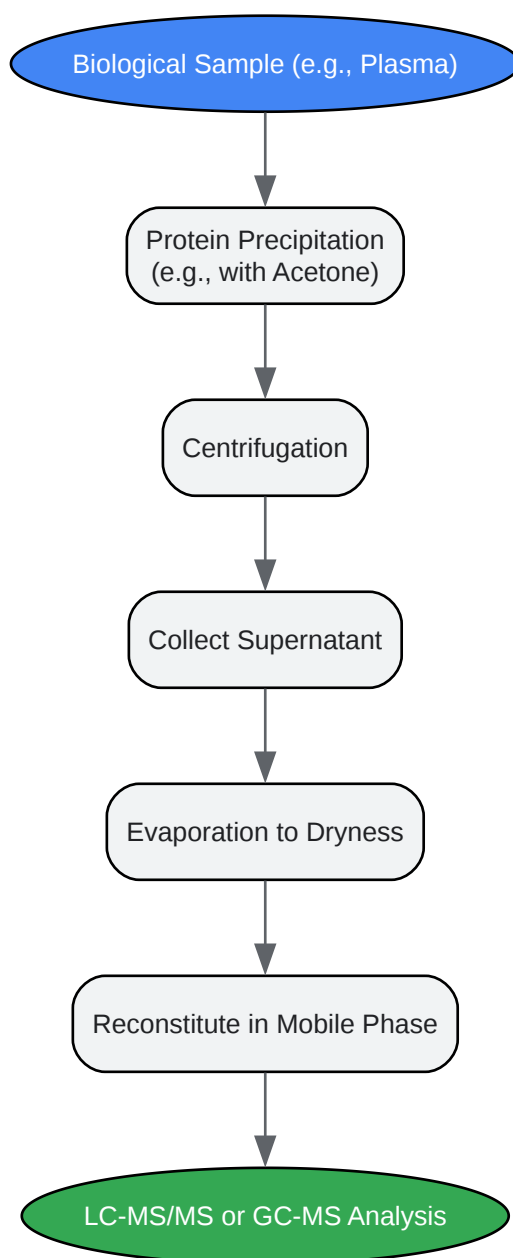 Biological Sample (e.g., Plasma)
Protein Precipitation
(e.g., with Acetone)
Centrifugation
Collect Supernatant
Evaporation to Dryness
Reconstitute in Mobile Phase
LC-MS/MS or GC-MS Analysis